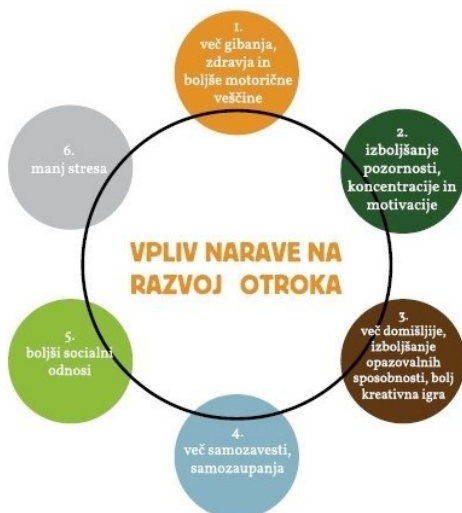 1.
več gibanja,
zdravja in
boljše motorične
veščine
2.
izboljšanje
pozornosti,
koncentracije in
motivacije
3.
več domišljije,
izboljšanje
opazovalnih
sposobnosti, bolj
kreativna igra
4.
več samozavesti,
samozaupanja
5.
boljši socialni
odnosi
6.
manj stresa
VPLIV NARAVE NA
RAZVOJ OTROKA